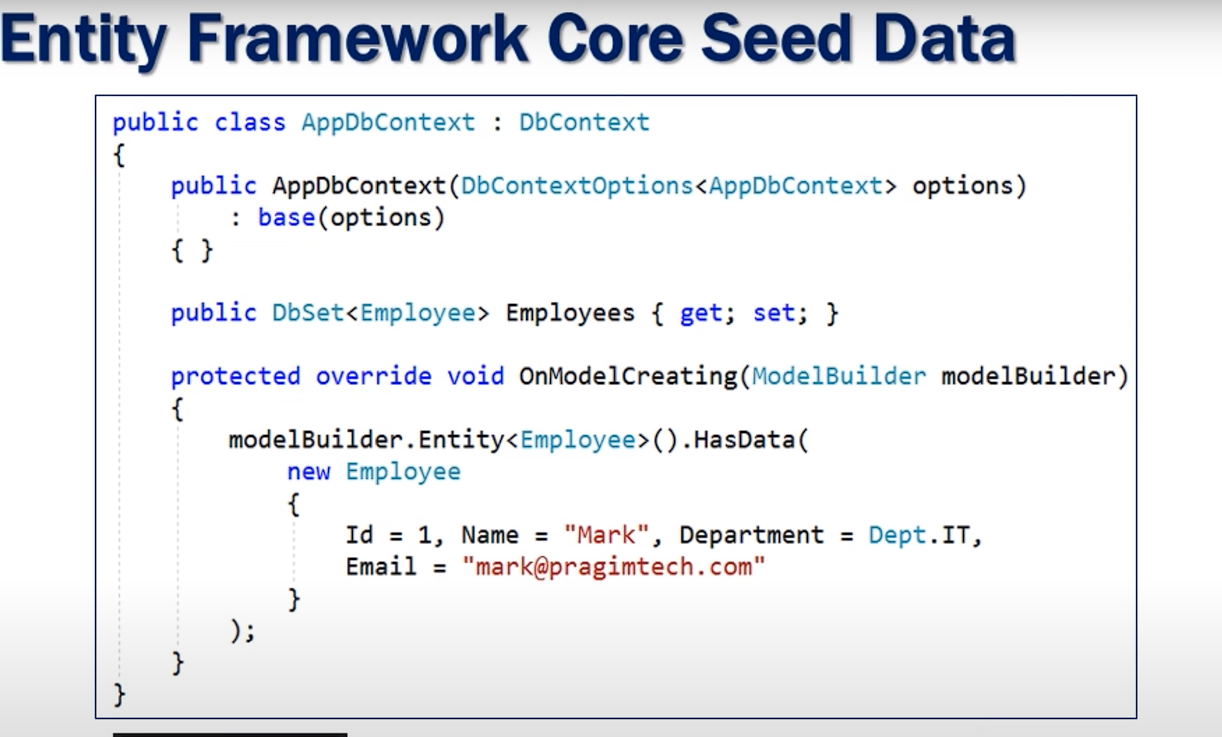 Entity Framework Core Seed Data
public class AppDbContext : DbContext
{
public AppDbContext(DbContextOptions<AppDbContext> options)
: base(options)
{ }
public DbSet<Employee> Employees { get; set; }
protected override void OnModelCreating(ModelBuilder modelBuilder)
{
modelBuilder.Entity<Employee>().HasData(
new Employee
{
Id = 1, Name = "Mark", Department = Dept.IT,
Email = "mark@pragimtech.com"
}
);
}
}